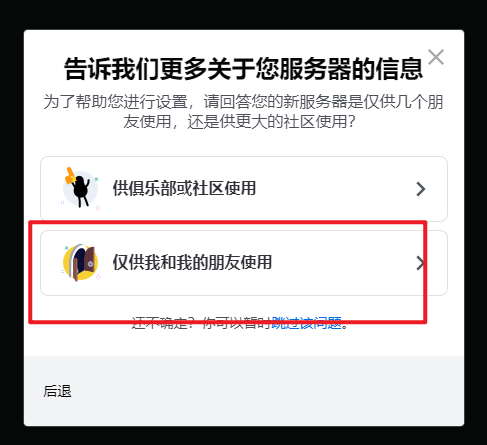 告诉我们更多关于您服务器的信息
为了帮助您进行设置，请回答您的新服务器是仅供几个朋
友使用，还是供更大的社区使用？
供俱乐部或社区使用
仅供我和我的朋友使用
还不确定？你可以暂时跳过该问题。
后退